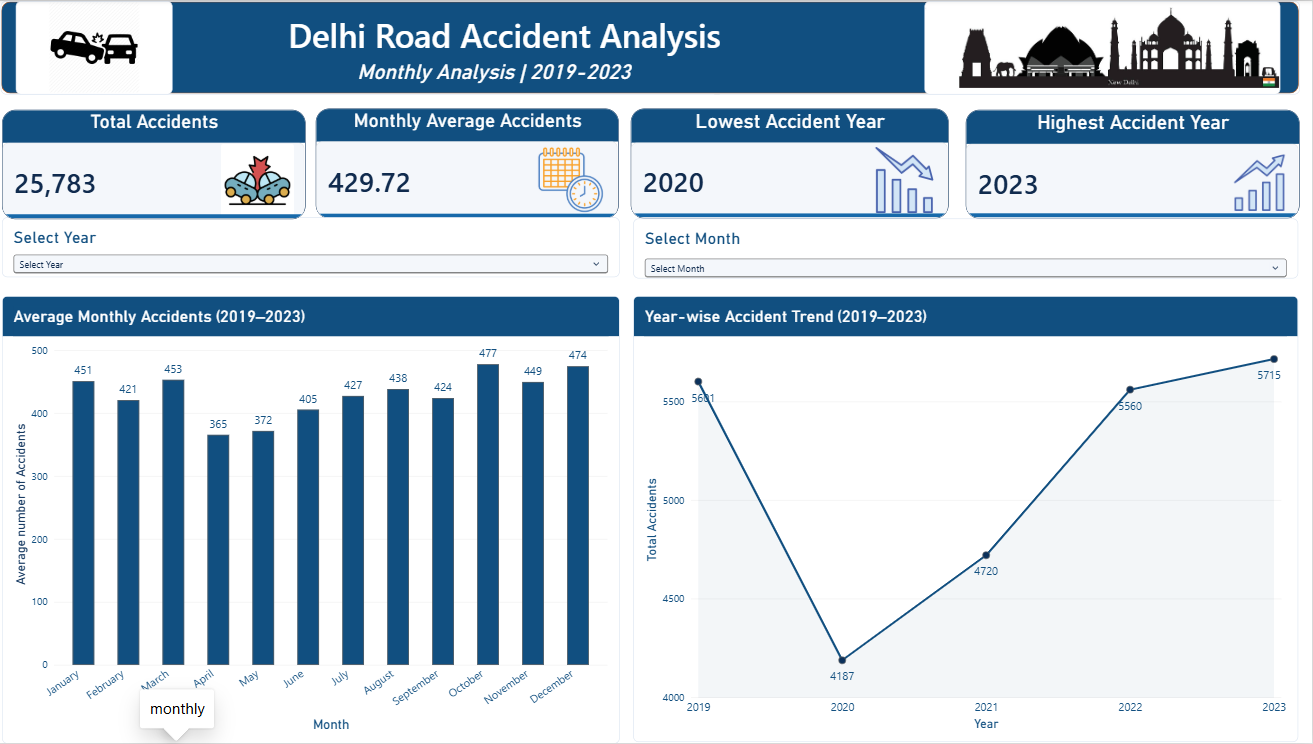 Delhi Road Accident Analysis
Monthly Analysis | 2019-2023
New Delhi
Total Accidents
25,783
Monthly Average Accidents
429.72
Lowest Accident Year
2020
Highest Accident Year
2023
Select Year
Select Year
Select Month
Select Month
Average Monthly Accidents (2019–2023)
Average number of Accidents
500
400
300
200
100
0
451
421
453
365
372
405
427
438
424
477
449
474
January
February
March
April
May
June
July
August
September
October
November
December
Month
monthly
Year-wise Accident Trend (2019–2023)
Total Accidents
5500
5000
4500
4000
5601
4187
4720
5560
5715
2019
2020
2021
2022
2023
Year